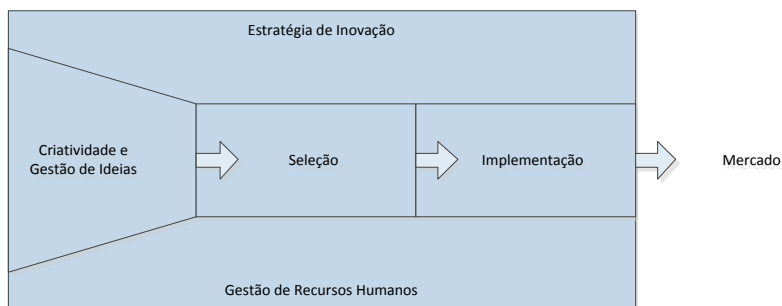 Estratégia de Inovação
Criatividade e
Gestão de Ideias
Seleção
Implementação
Mercado
Gestão de Recursos Humanos